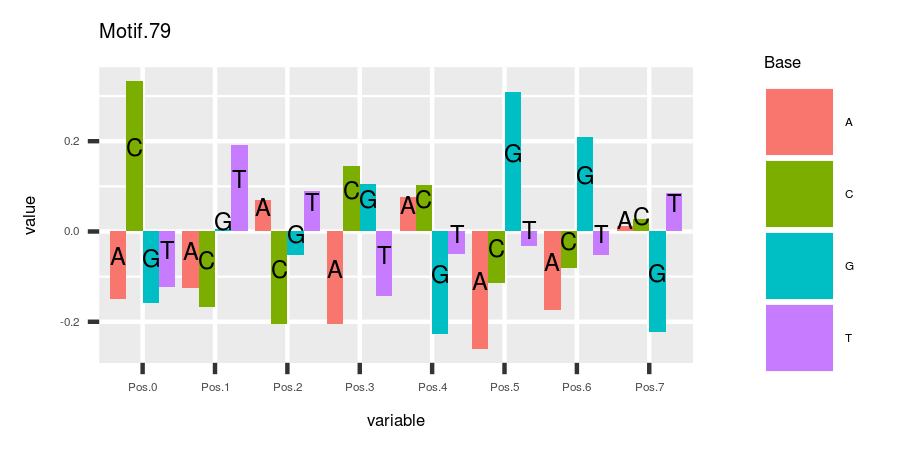 Motif.79
Base
A
C
G
T
value
0.2
0.0
-0.2
A C G T A C G T A C G T A C G T A C G T A C G T A C G T A C G T
Pos.0 Pos.1 Pos.2 Pos.3 Pos.4 Pos.5 Pos.6 Pos.7
variable